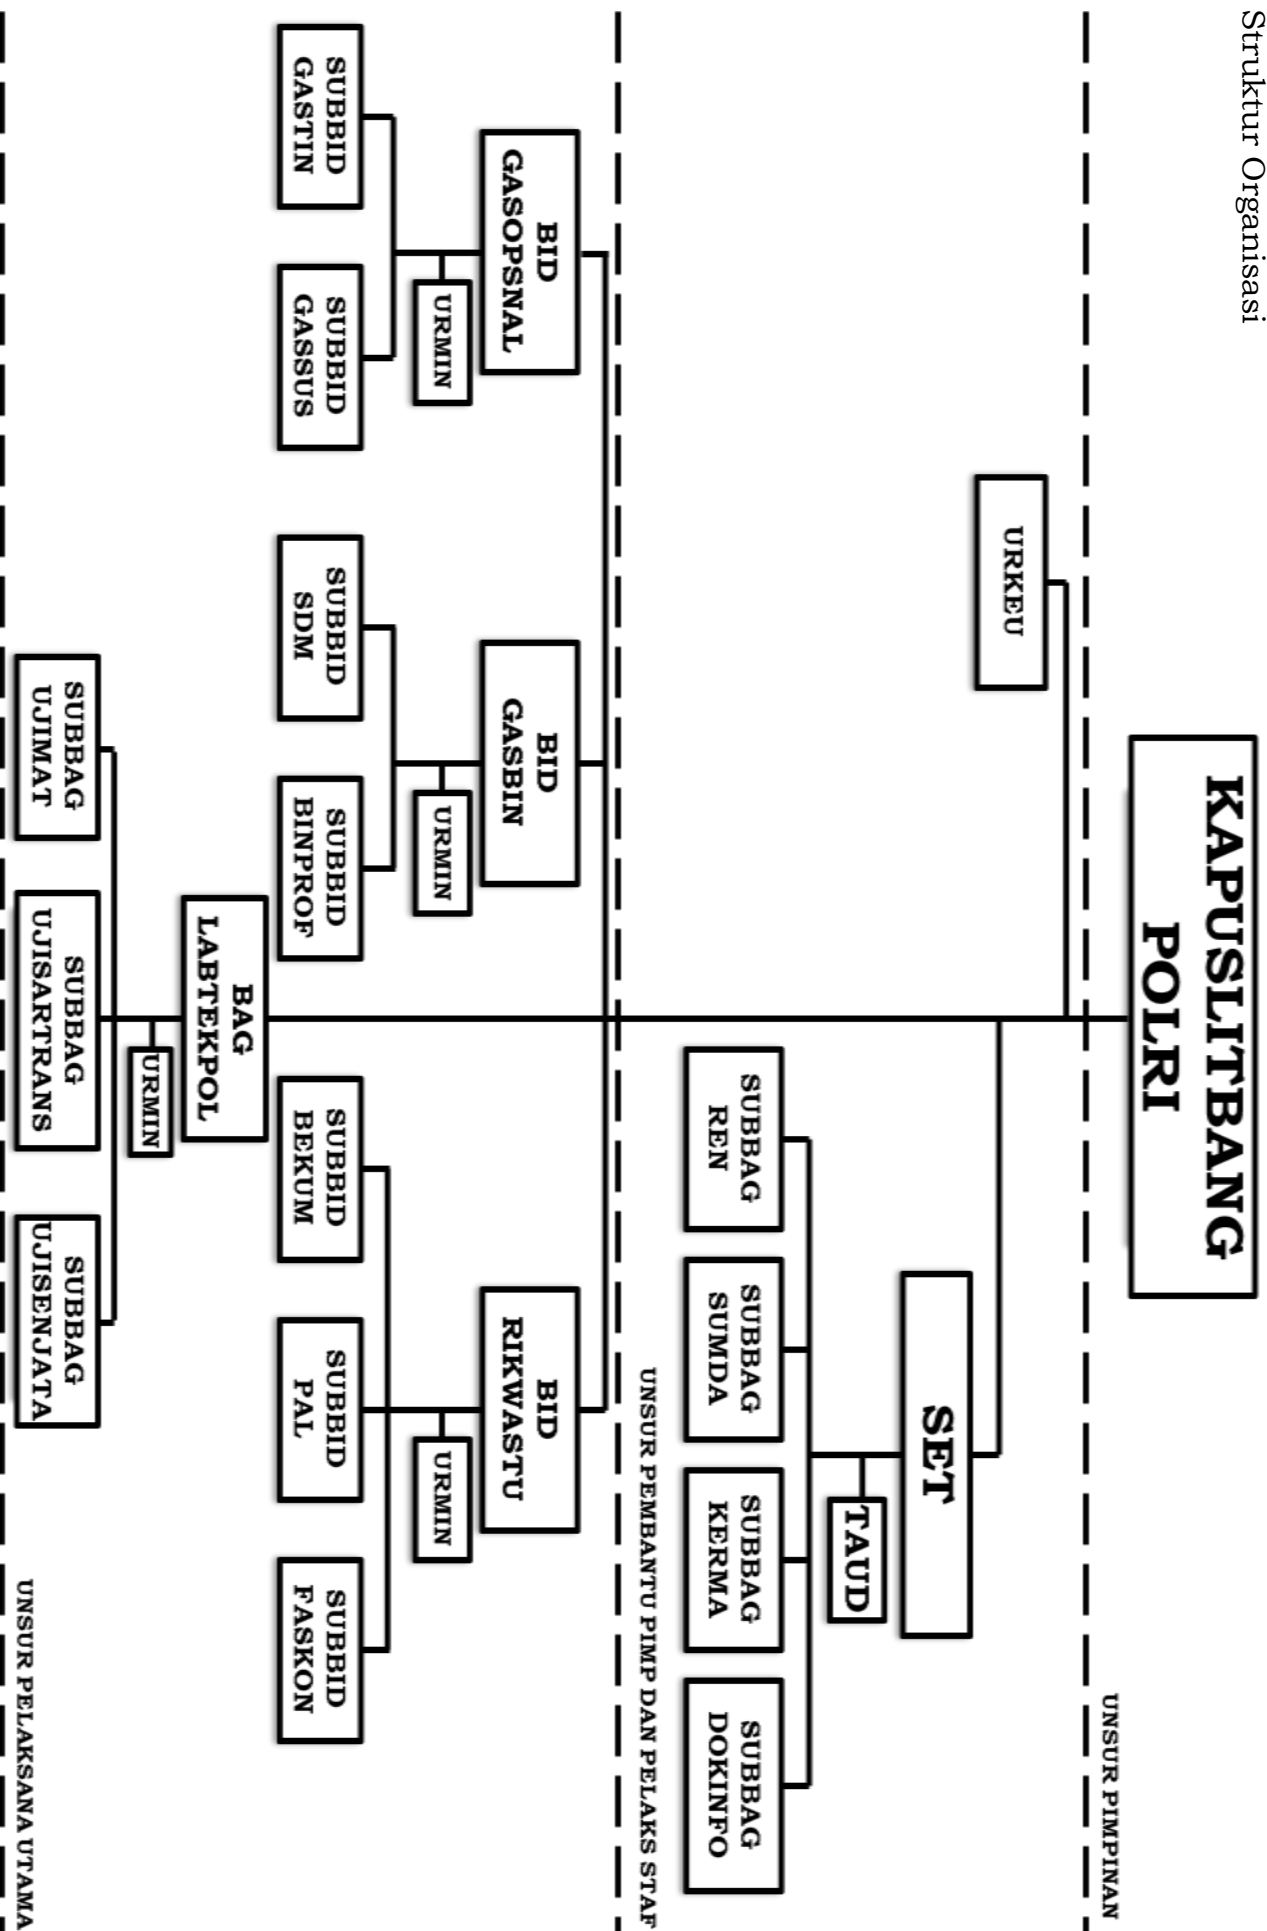 Struktur Organisasi
KAPUSLITBANG
POLRI
UNSUR PIMPINAN
URKEU
SET
TAUD
SUBBAG
REN
SUBBAG
SUMDA
SUBBAG
KERMA
SUBBAG
DOKINFO
UNSUR PEMBANTU PIMP DAN PELAKS STAF
BID
GASOPSNAL
BID
GASBIN
BID
RIKWASTU
URMIN
URMIN
URMIN
SUBBID
GASTIN
SUBBID
GASSUS
SUBBID
SDM
SUBBID
BINPROF
SUBBID
BEKUM
SUBBID
PAL
SUBBID
FASKON
BAG
LABTEKPOL
URMIN
SUBBAG
UJIMAT
SUBBAG
UJISARTRANS
SUBBAG
UJISENJATA
UNSUR PELAKSANA UTAMA